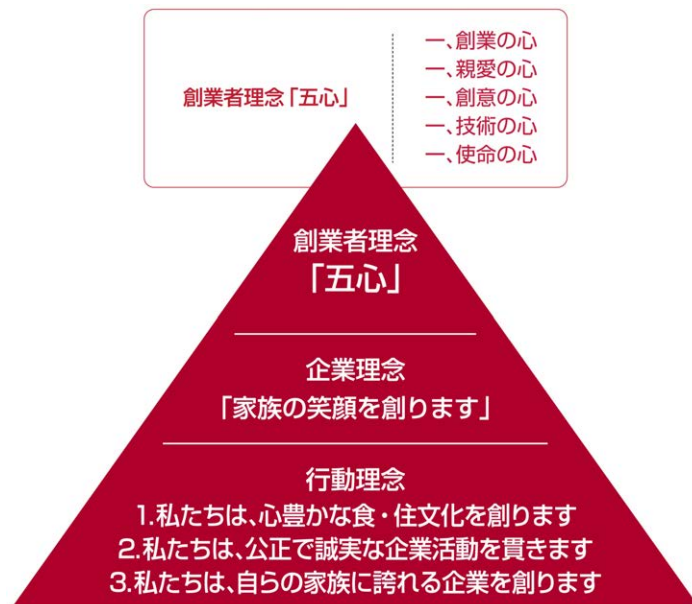 創業者理念「五心」
一、創業の心
一、親愛の心
一、創意の心
一、技術の心
一、使命の心
創業者理念
「五心」
企業理念
「家族の笑顔を創ります」
行動理念
1.私たちは、心豊かな食・住文化を創ります
2.私たちは、公正で誠実な企業活動を貫きます
3.私たちは、自らの家族に誇れる企業を創ります